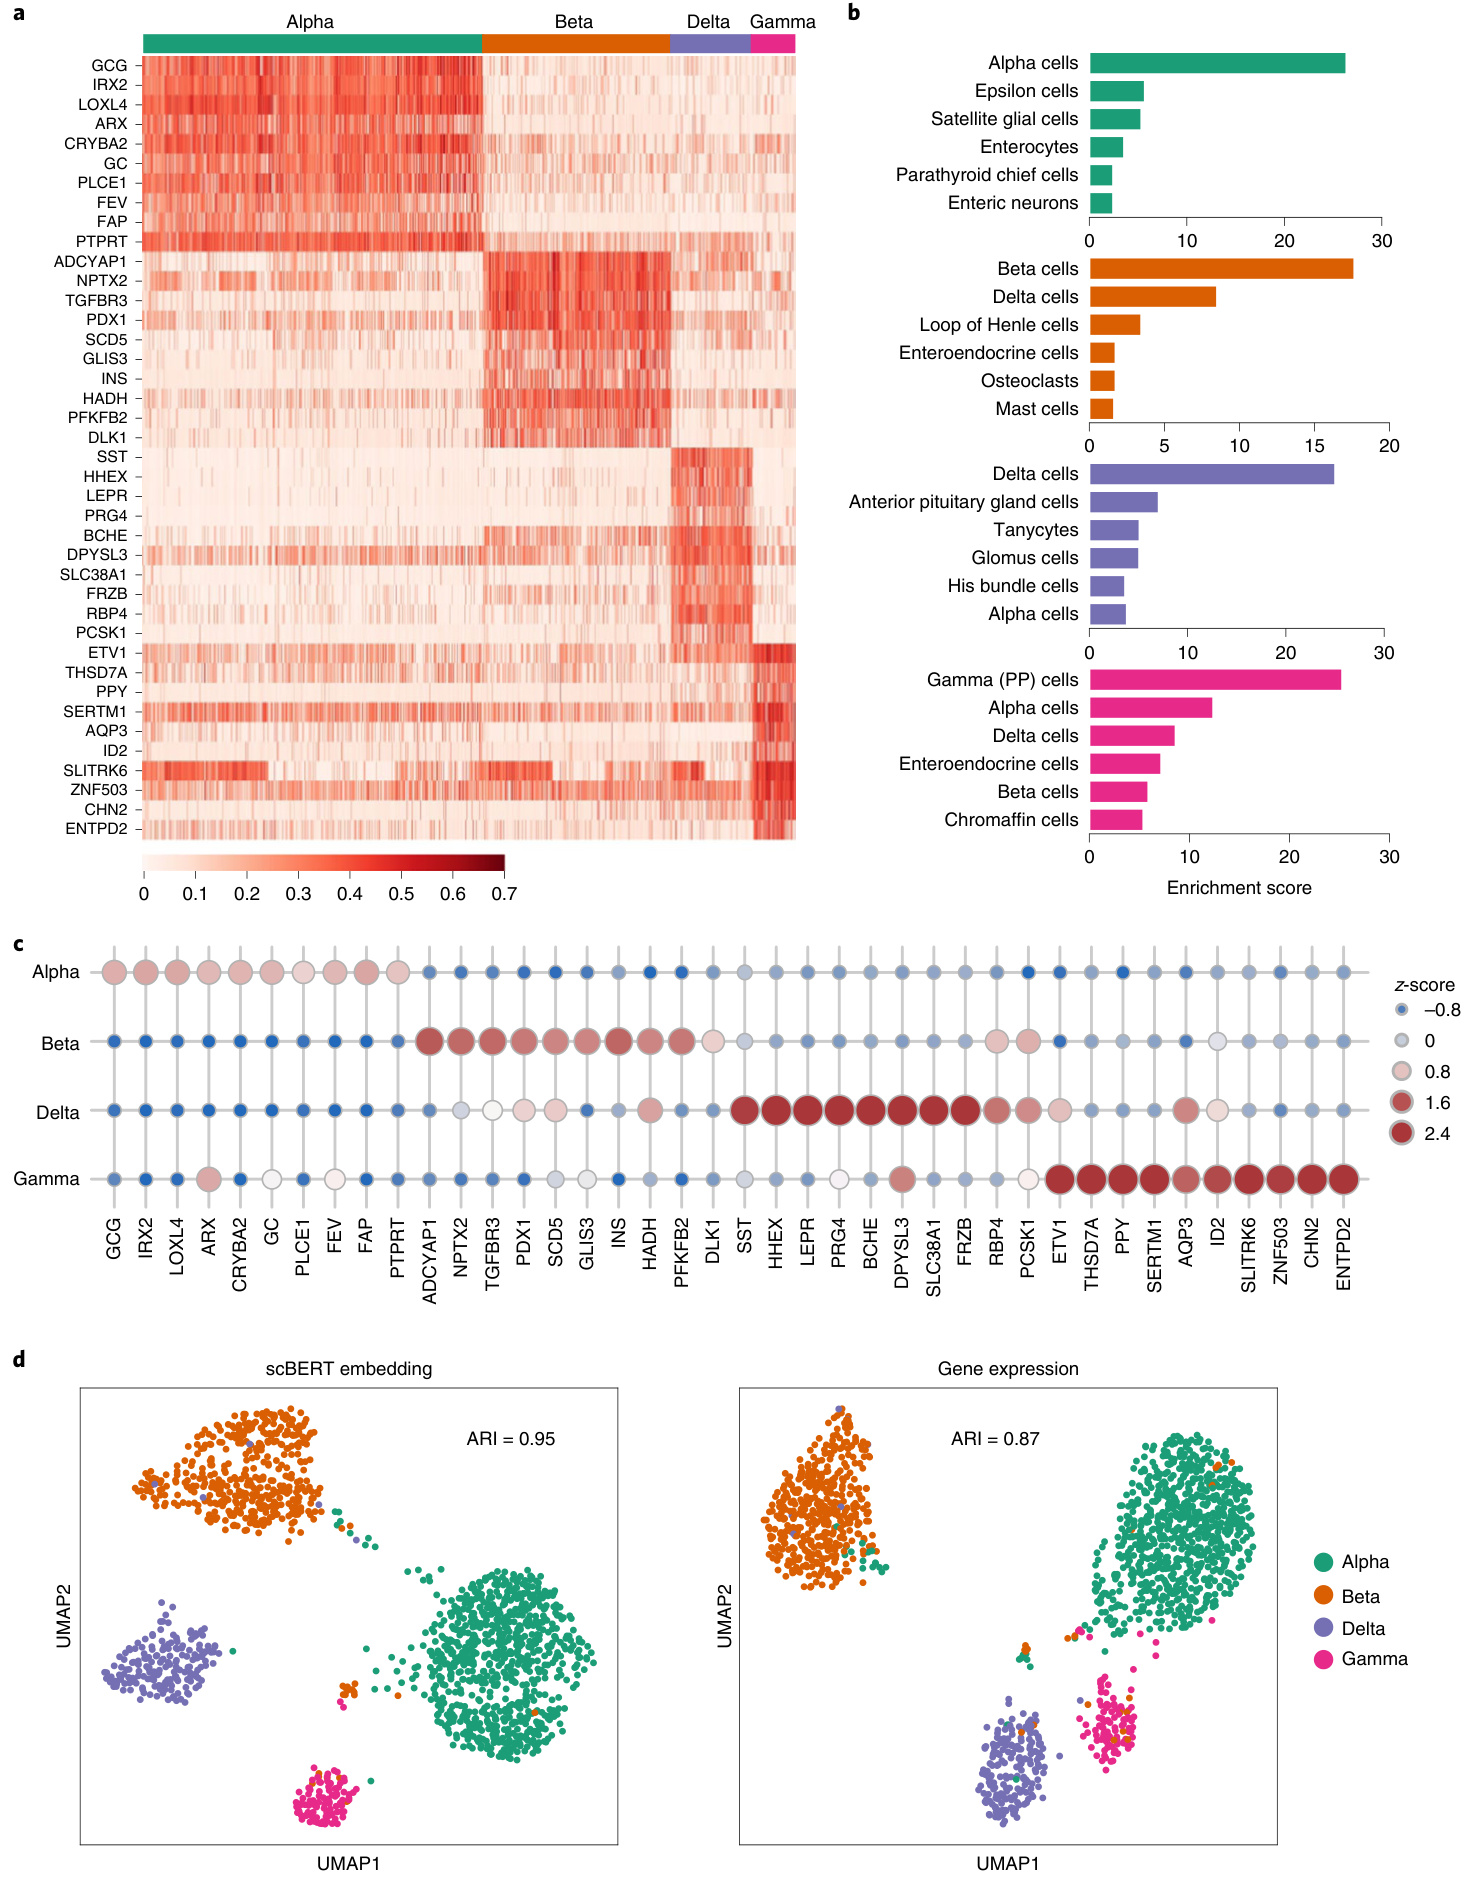 a
Alpha
Beta
Delta
Gamma
GCG
IRX2
LOXL4
ARX
CRYBA2
GC
PLCE1
FEV
FAP
PTPRT
ADCYAP1
NPTX2
TGFBR3
PDX1
SCD5
GLIS3
INS
HADH
PFKFB2
DLK1
SST
HHEX
LEPR
PRG4
BCHE
DPYSL3
SLC38A1
FRZB
RBP4
PCSK1
ETV1
THSD7A
PPY
SERTM1
AQP3
ID2
SLITRK6
ZNF503
CHN2
ENTPD2
0 0.1 0.2 0.3 0.4 0.5 0.6 0.7
b
Alpha cells
Epsilon cells
Satellite glial cells
Enterocytes
Parathyroid chief cells
Enteric neurons
0 10 20 30
Beta cells
Delta cells
Loop of Henle cells
Enteroendocrine cells
Osteoclasts
Mast cells
0 5 10 15 20
Delta cells
Anterior pituitary gland cells
Tanycytes
Glomus cells
His bundle cells
Alpha cells
0 10 20 30
Gamma (PP) cells
Alpha cells
Delta cells
Enteroendocrine cells
Beta cells
Chromaffin cells
0 10 20 30
Enrichment score
c
Alpha
Beta
Delta
Gamma
GCG
IRX2
LOXL4
ARX
CRYBA2
GC
PLCE1
FEV
FAP
PTPRT
ADCYAP1
NPTX2
TGFBR3
PDX1
SCD5
GLIS3
INS
HADH
PFKFB2
DLK1
SST
HHEX
LEPR
PRG4
BCHE
DPYSL3
SLC38A1
FRZB
RBP4
PCSK1
ETV1
THSD7A
PPY
SERTM1
AQP3
ID2
SLITRK6
ZNF503
CHN2
ENTPD2
z-score
–0.8
0
0.8
1.6
2.4
d
scBERT embedding
ARI = 0.95
UMAP2
UMAP1
Gene expression
ARI = 0.87
UMAP2
UMAP1
Alpha
Beta
Delta
Gamma